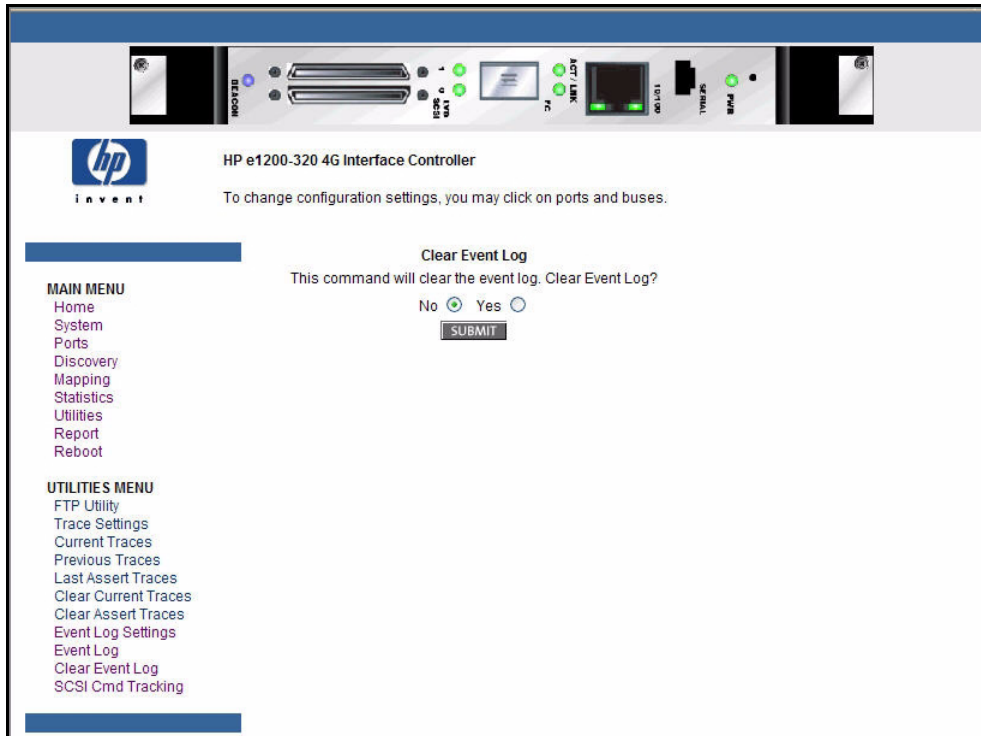 BEACON
1
0
LVD
SCSI
ACT / LINK
FC
10/100
SERIAL
PWR
hp
invent
HP e1200-320 4G Interface Controller
To change configuration settings, you may click on ports and buses.
Clear Event Log
This command will clear the event log. Clear Event Log?
No Yes
SUBMIT
MAIN MENU
Home
System
Ports
Discovery
Mapping
Statistics
Utilities
Report
Reboot
UTILITIES MENU
FTP Utility
Trace Settings
Current Traces
Previous Traces
Last Assert Traces
Clear Current Traces
Clear Assert Traces
Event Log Settings
Event Log
Clear Event Log
SCSI Cmd Tracking